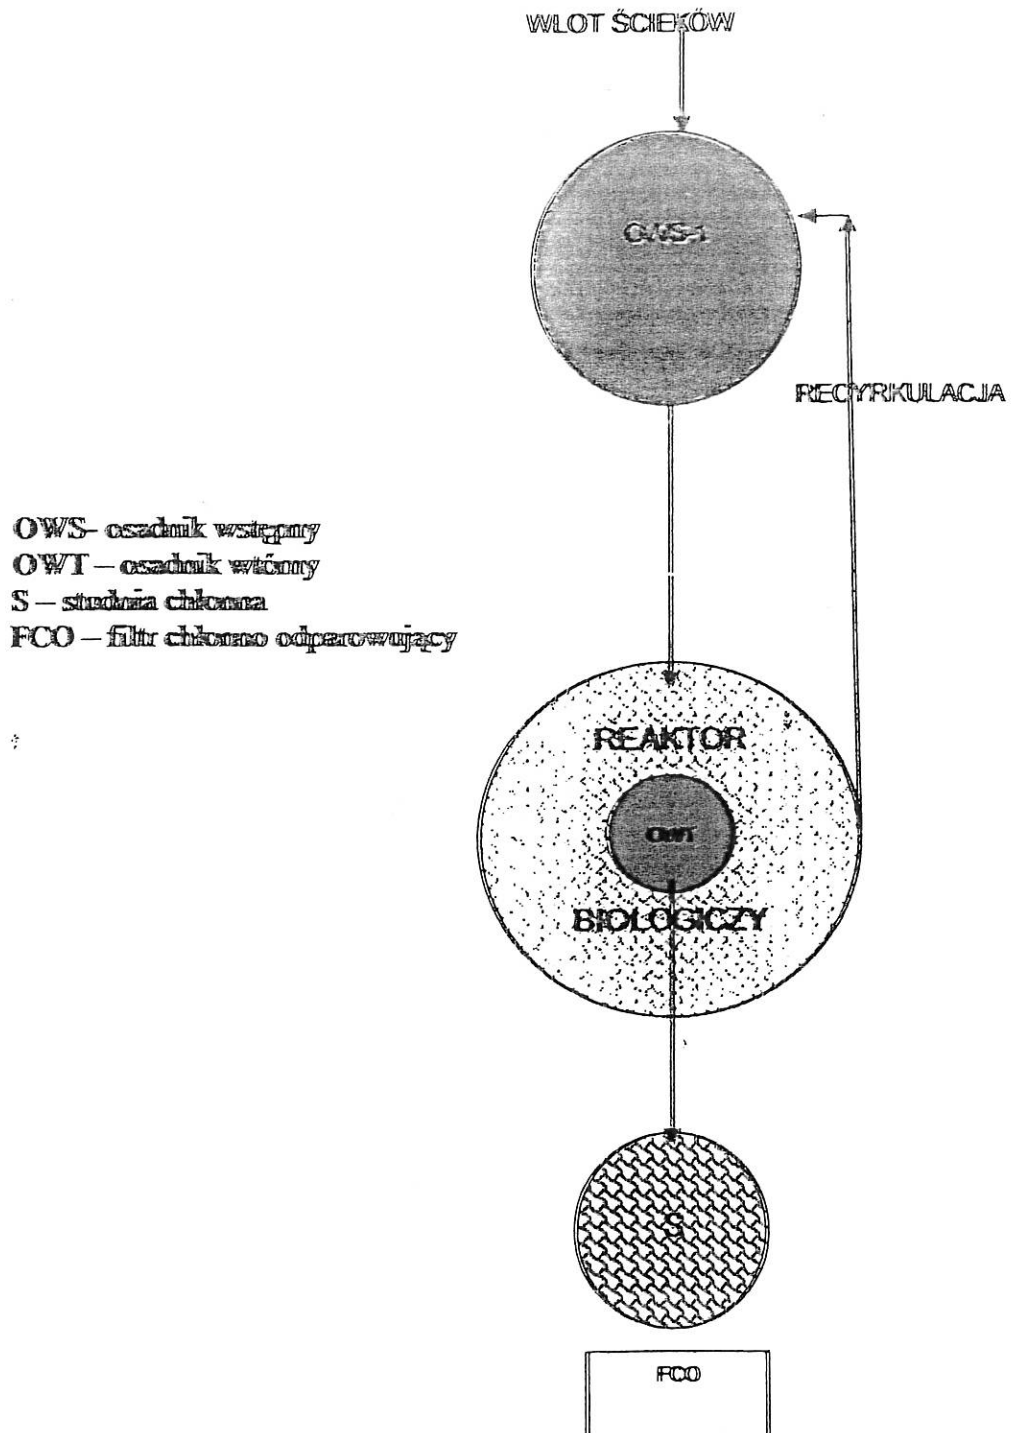 WLOT ŚCIEKÓW
OWS-1
RECYRKULACJA
OWS– osadnik wstępny
OWT – osadnik wtórny
S – studnia chłonna
FCO – filtr chłonno odparowujący
REAKTOR
OWT
BIOLOGICZY
S
FCO